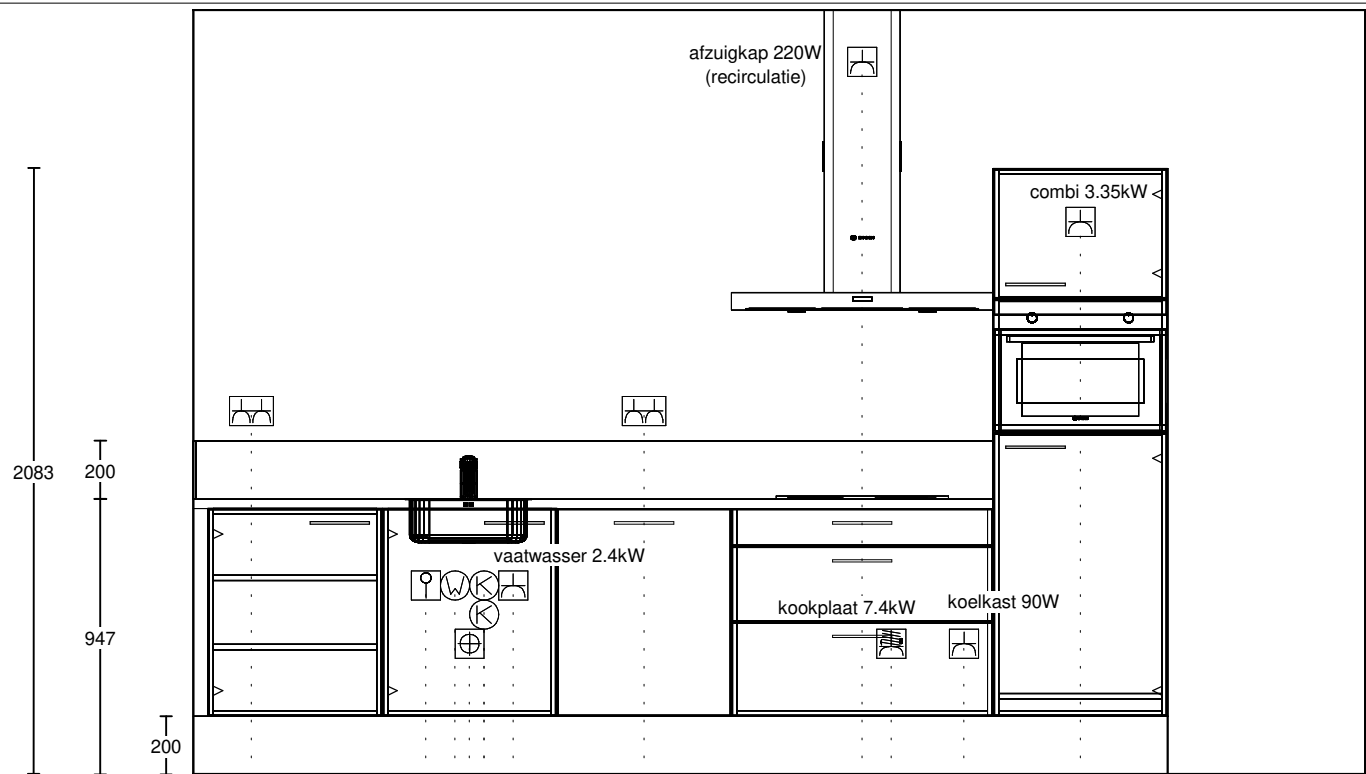 afzuigkap 220W
(recirculatie)
combi 3.35kW
2083
200
vaatwasser 2.4kW
W
K
K
kookplaat 7.4kW
koelkast 90W
947
200